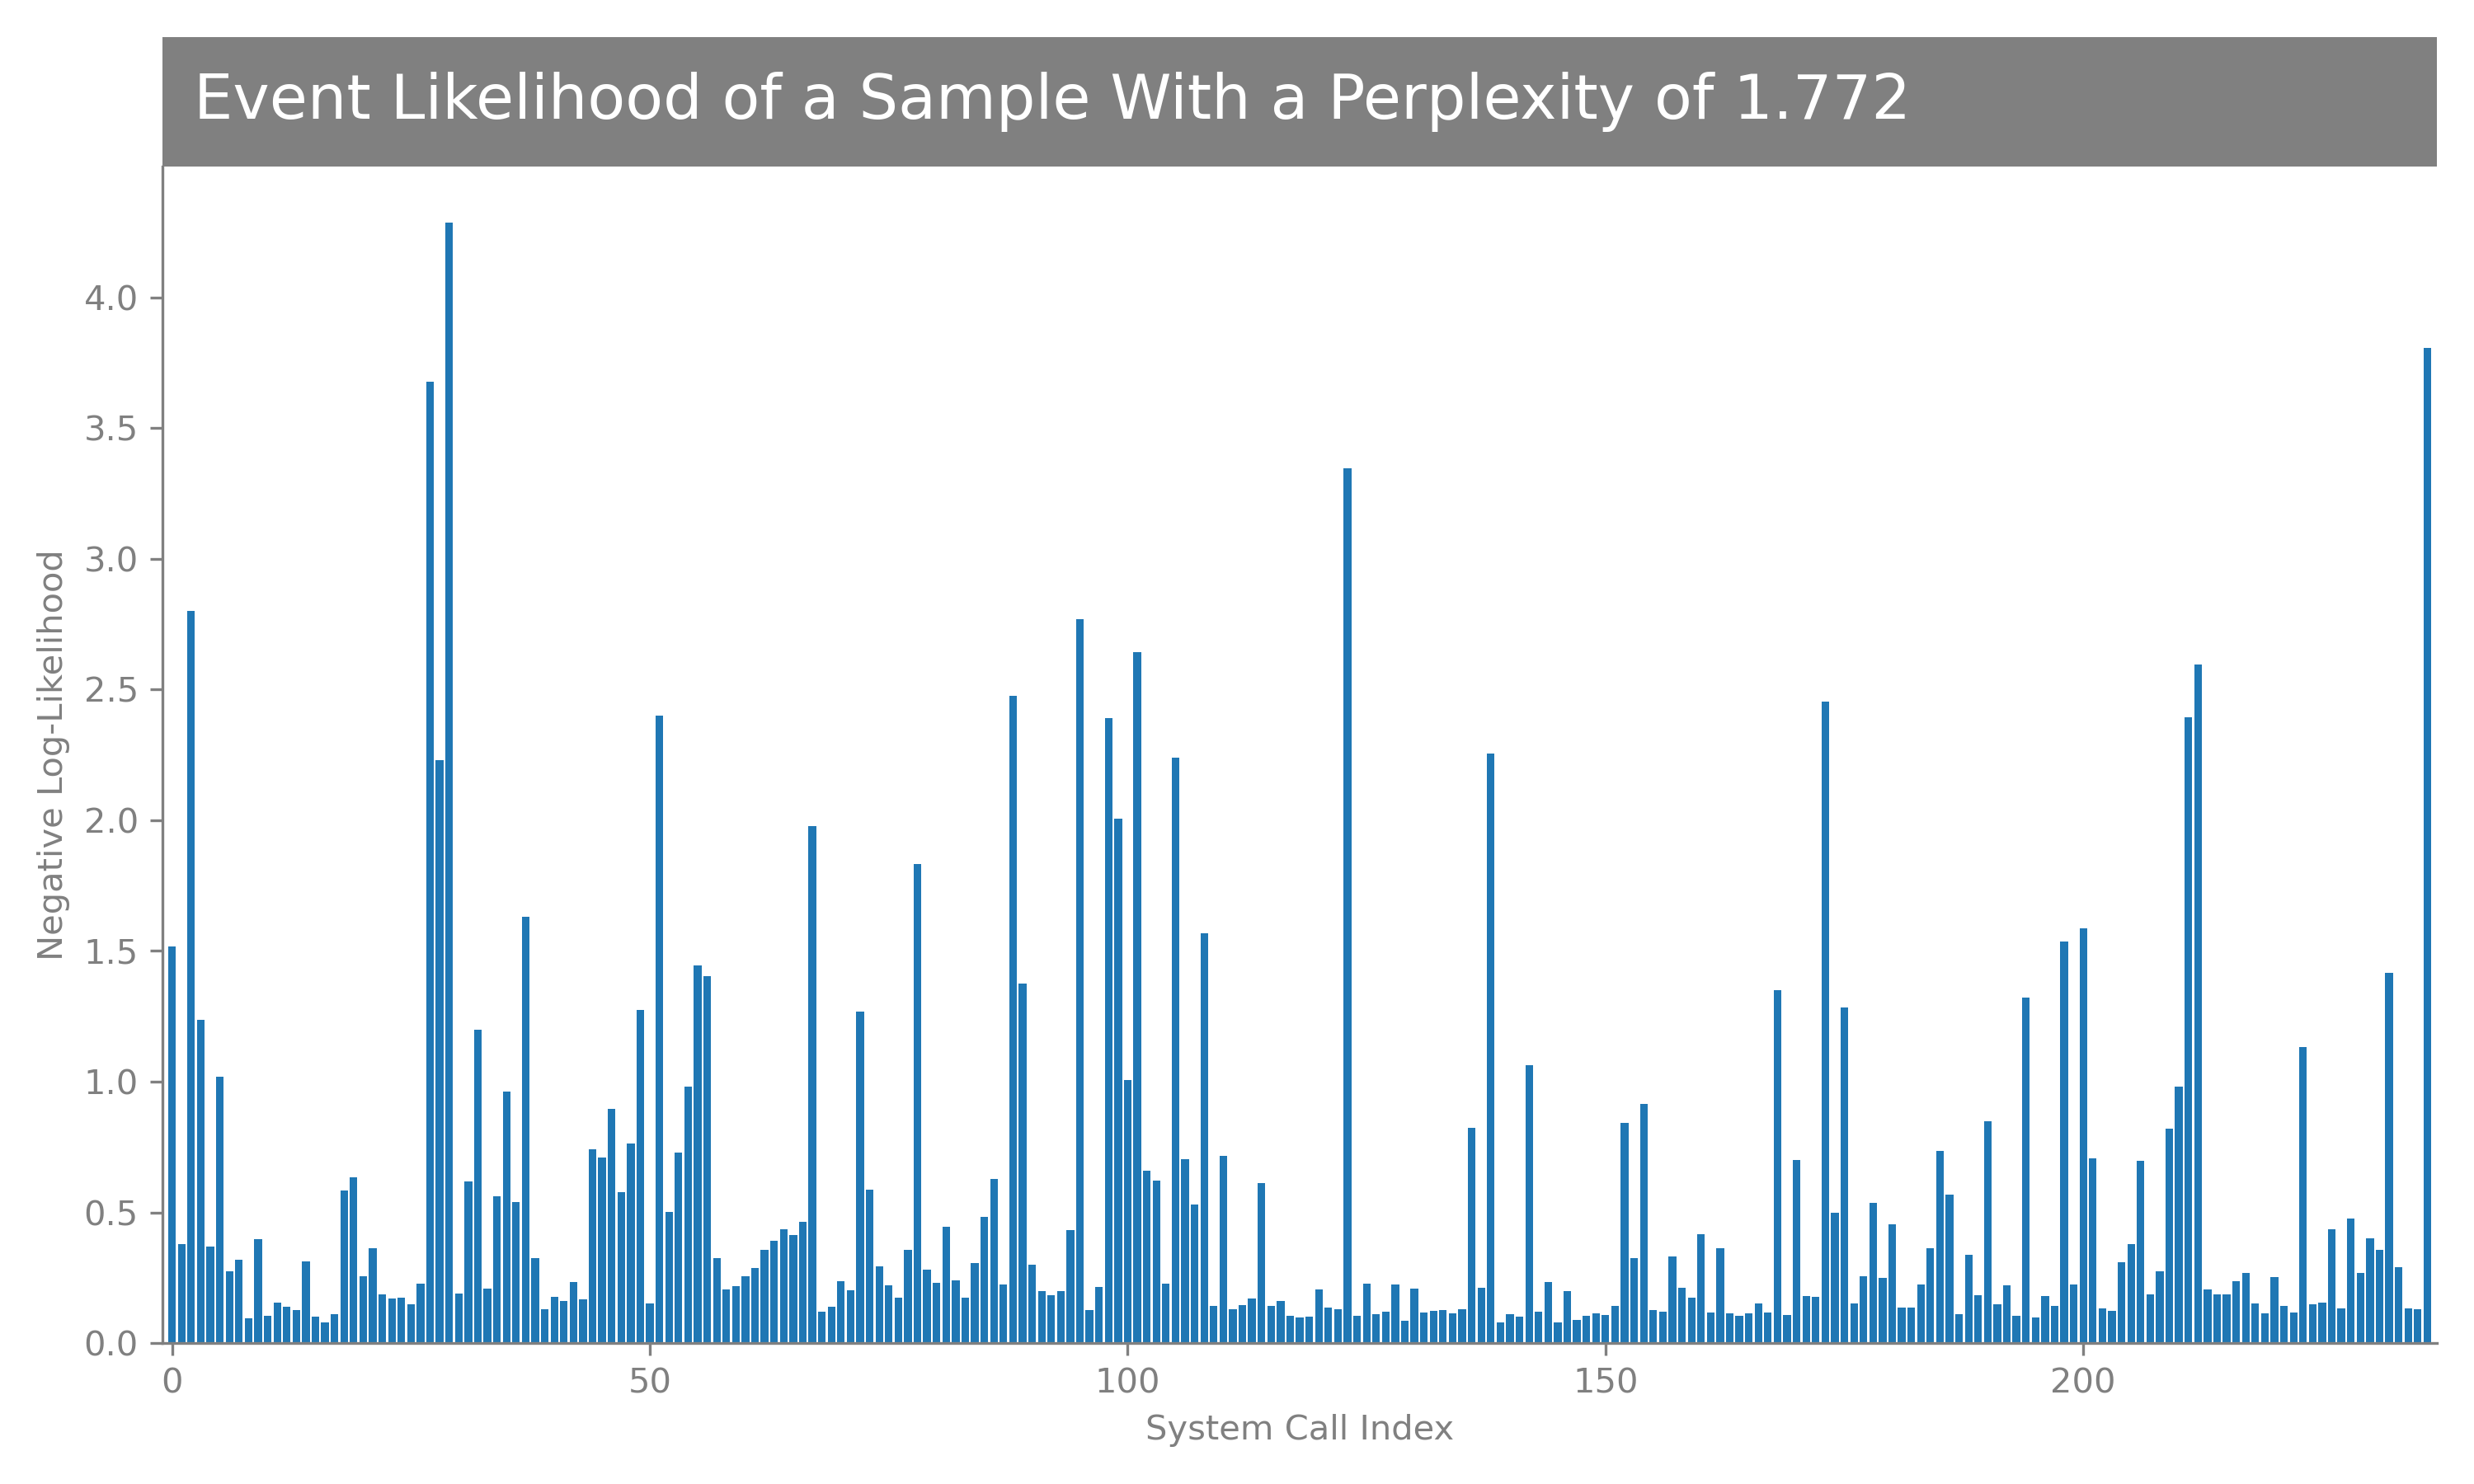 Event Likelihood of a Sample With a Perplexity of 1.772
Negative Log-Likelihood
4.0
3.5
3.0
2.5
2.0
1.5
1.0
0.5
0.0
0 50 100 150 200
System Call Index